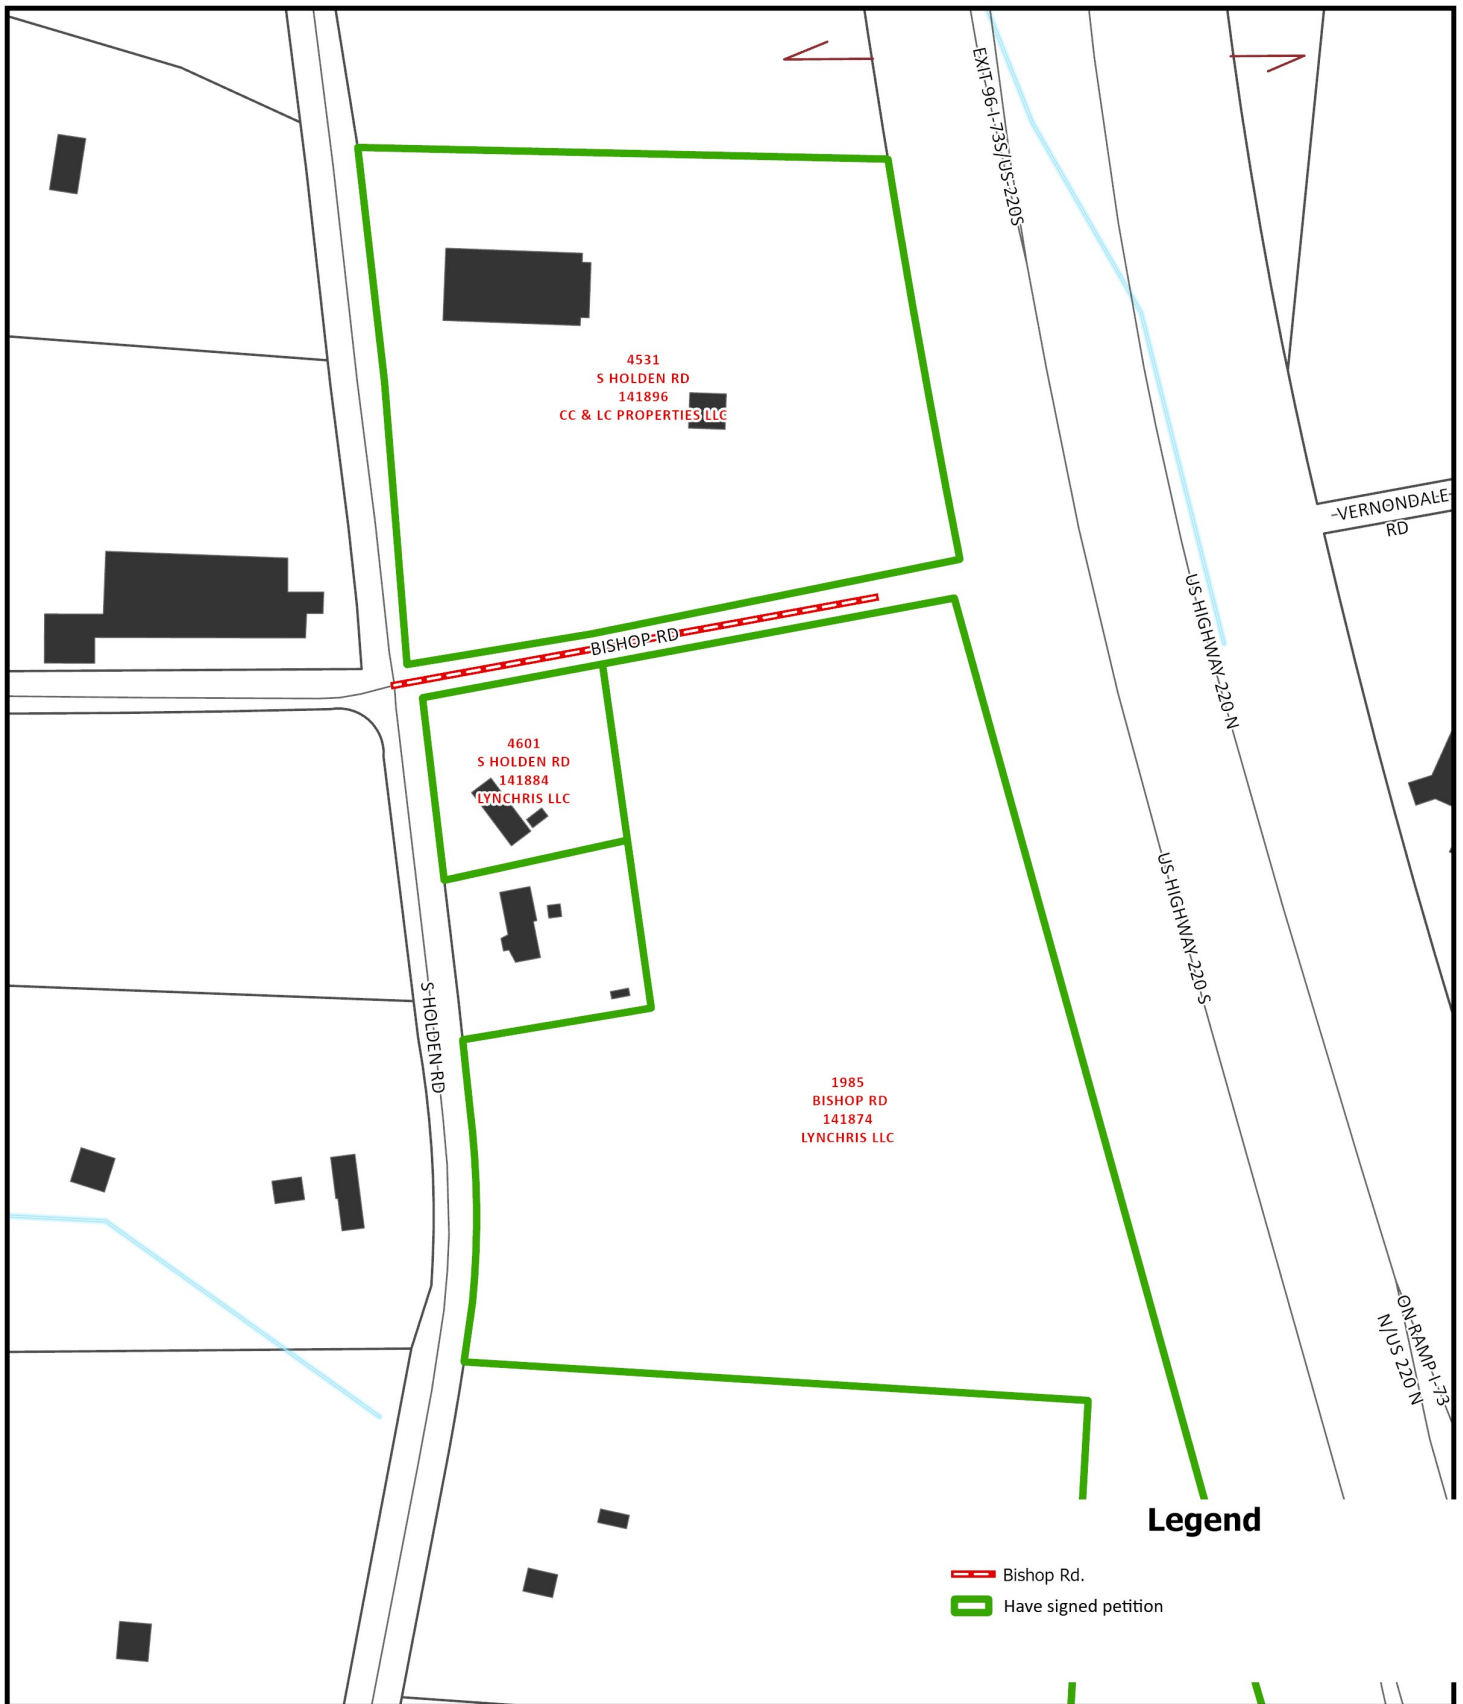 EXIT 96 I-73S/US 220S
4531
S HOLDEN RD
141896
CC & LC PROPERTIES LLC
VERNONDALE
RD
BISHOP RD
US HIGHWAY 220 N
4601
S HOLDEN RD
141884
LYNCHRIS LLC
US HIGHWAY 220 S
S HOLDEN RD
1985
BISHOP RD
141874
LYNCHRIS LLC
ON RAMP I-73
N/US 220 N
Legend
Bishop Rd.
Have signed petition